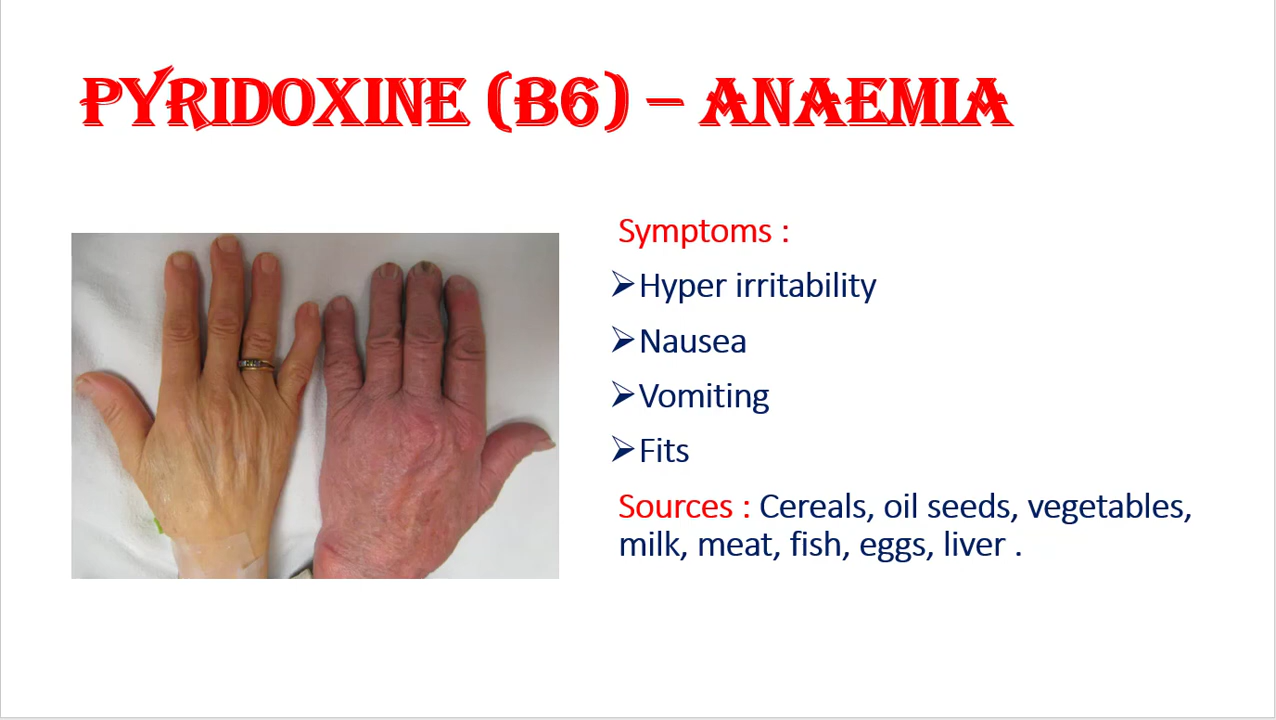 PYRIDOXINE (B6) – ANAEMIA
Symptoms :
➢Hyper irritability
➢Nausea
➢Vomiting
➢Fits
Sources : Cereals, oil seeds, vegetables,
milk, meat, fish, eggs, liver .